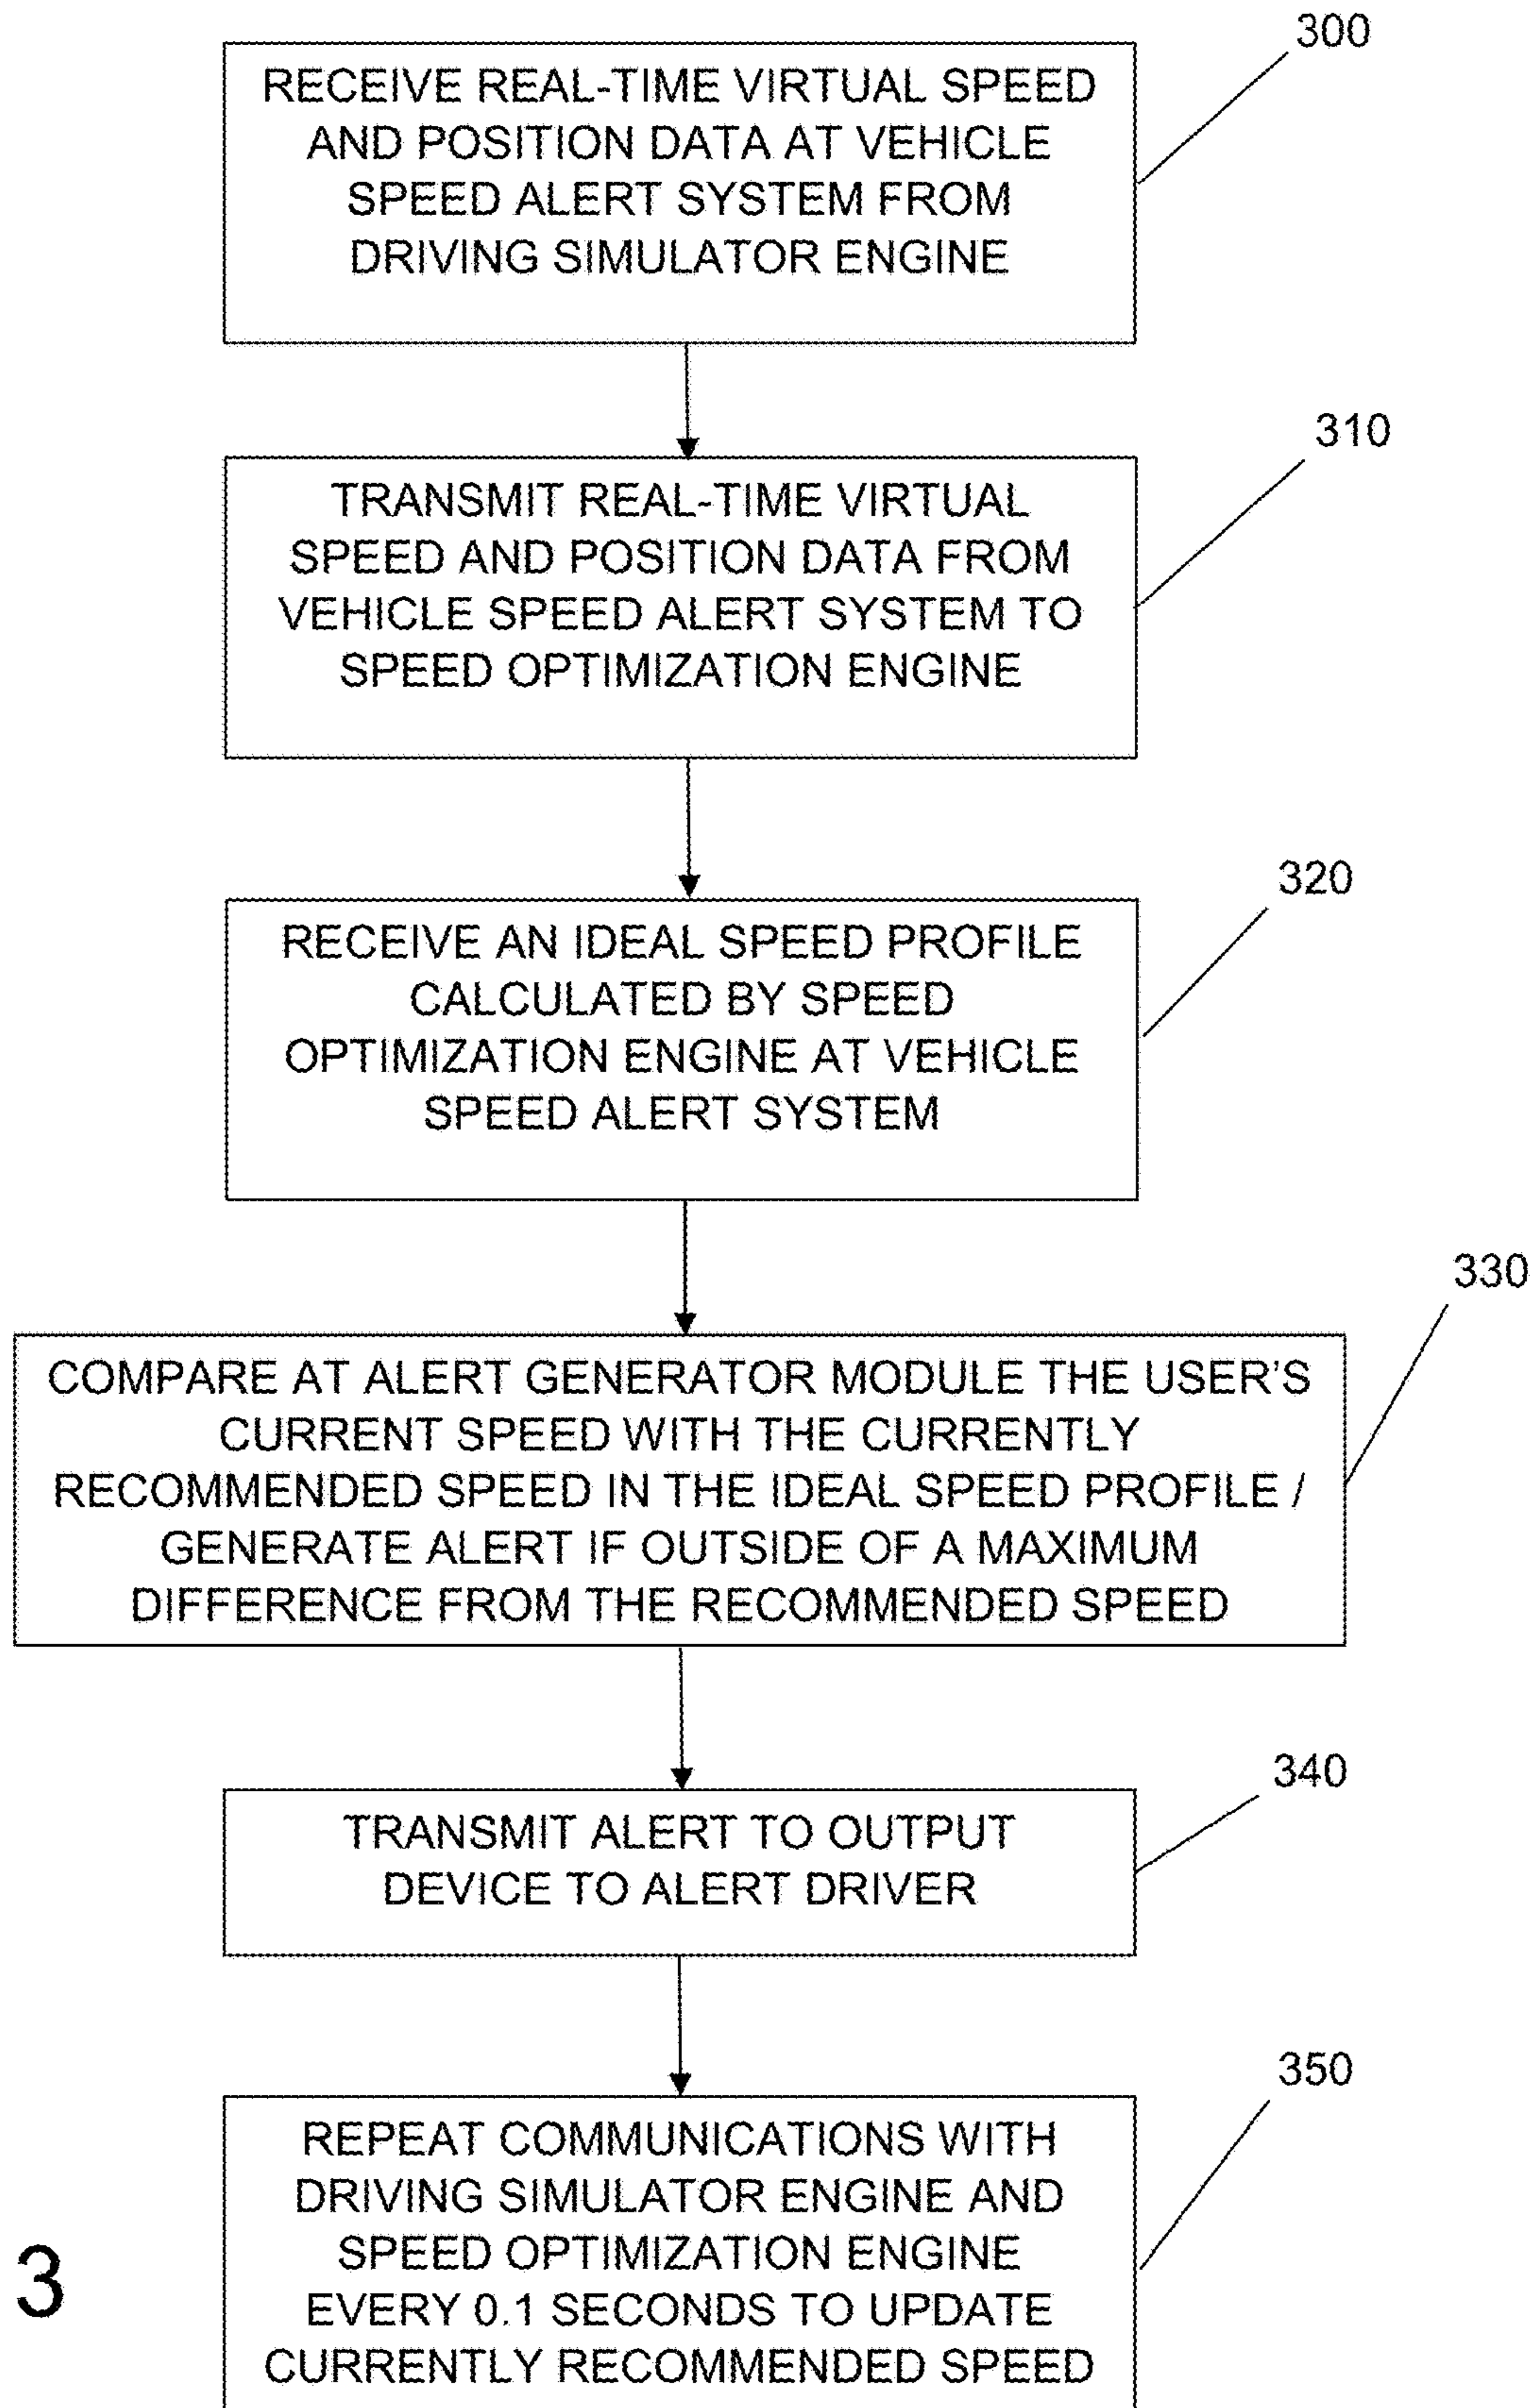 300
RECEIVE REAL-TIME VIRTUAL SPEED
AND POSITION DATA AT VEHICLE
SPEED ALERT SYSTEM FROM
DRIVING SIMULATOR ENGINE
310
TRANSMIT REAL-TIME VIRTUAL
SPEED AND POSITION DATA FROM
VEHICLE SPEED ALERT SYSTEM TO
SPEED OPTIMIZATION ENGINE
320
RECEIVE AN IDEAL SPEED PROFILE
CALCULATED BY SPEED
OPTIMIZATION ENGINE AT VEHICLE
SPEED ALERT SYSTEM
330
COMPARE AT ALERT GENERATOR MODULE THE USER'S
CURRENT SPEED WITH THE CURRENTLY
RECOMMENDED SPEED IN THE IDEAL SPEED PROFILE /
GENERATE ALERT IF OUTSIDE OF A MAXIMUM
DIFFERENCE FROM THE RECOMMENDED SPEED
340
TRANSMIT ALERT TO OUTPUT
DEVICE TO ALERT DRIVER
350
REPEAT COMMUNICATIONS WITH
DRIVING SIMULATOR ENGINE AND
SPEED OPTIMIZATION ENGINE
EVERY 0.1 SECONDS TO UPDATE
CURRENTLY RECOMMENDED SPEED
3